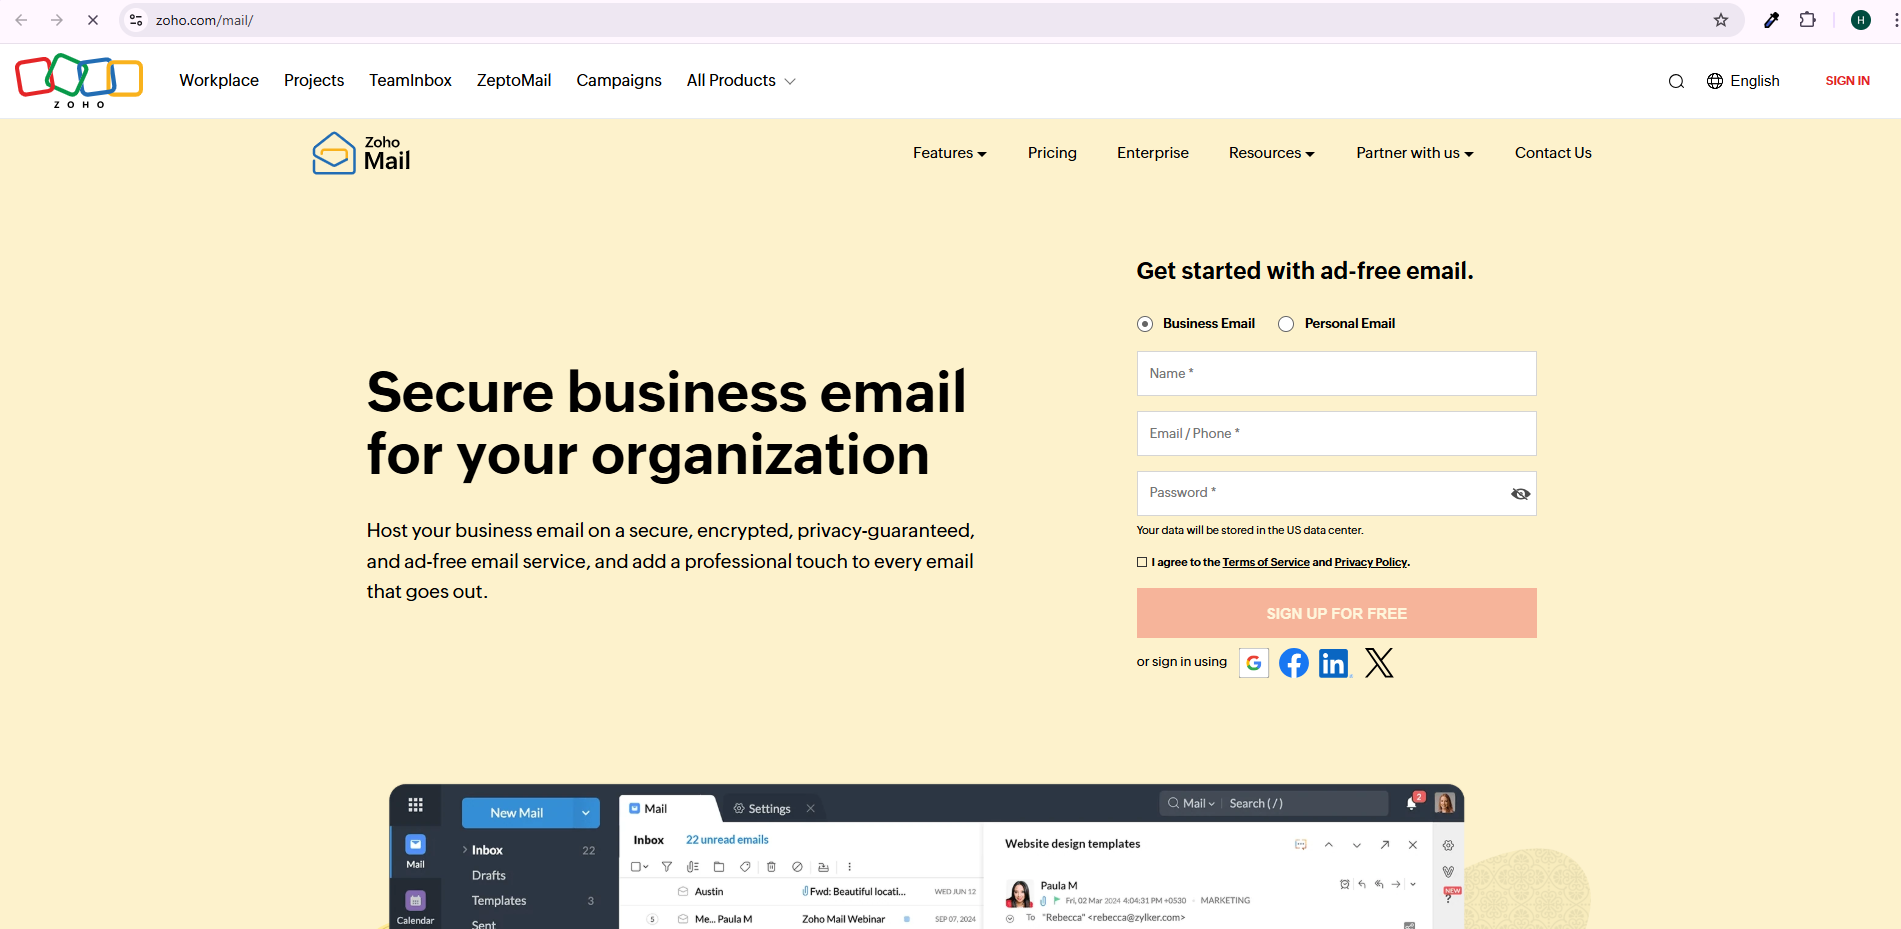 zoho.com/mail/
H
ZOHO
Workplace Projects TeamInbox ZeptoMail Campaigns All Products
English
SIGN IN
Zoho
Mail
Features Pricing Enterprise Resources Partner with us Contact Us
Secure business email
for your organization
Host your business email on a secure, encrypted, privacy-guaranteed,
and ad-free email service, and add a professional touch to every email
that goes out.
Get started with ad-free email.
Business Email Personal Email
Name *
Email / Phone *
Password *
Your data will be stored in the US data center.
I agree to the Terms of Service and Privacy Policy.
SIGN UP FOR FREE
or sign in using G f in X
Mail
Calendar
New Mail
Inbox 22
Drafts
Templates 3
Sent
Mail
Settings
Mail Search ( / )
2
Inbox 22 unread emails
Austin Fwd: Beautiful locati... WED JUN 12
5 Me... Paula M Zoho Mail Webinar SEP 07, 2024
Website design templates
Paula M
Fri, 02 Mar 2024 4:04:31 PM +0530 - MARKETING
To "Rebecca" <rebecca@zylker.com>
NEW
?